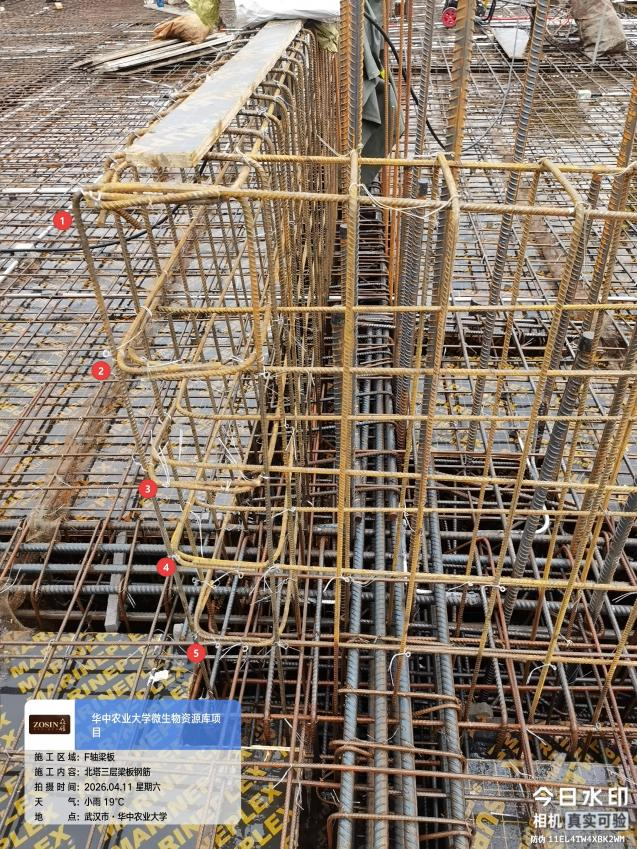 1
2
3
4
5
MARINEPLEX
MARINEPLEX
ZOSIN
华中农业大学微生物资源库项
目
施工区域：F轴梁板
施工内容：北塔三层梁板钢筋
拍摄时间：2026.04.11 星期六
天气：小雨 19℃
地点：武汉市·华中农业大学
今日水印
相机 真实可验
防伪 11EL4TW4XBK2WM